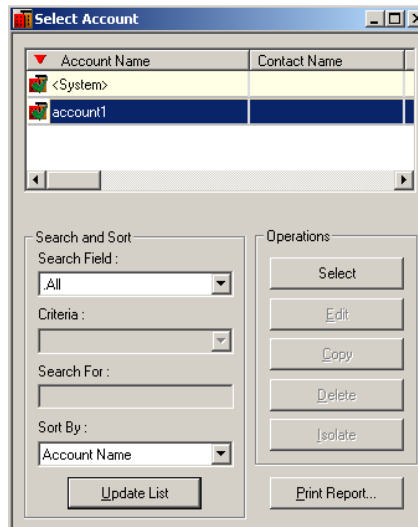 Select Account
Account Name Contact Name
<System>
account1
Search and Sort
Search Field :
.All
Criteria :
Search For :
Sort By :
Account Name
Update List
Operations
Select
Edit
Copy
Delete
Isolate
Print Report...